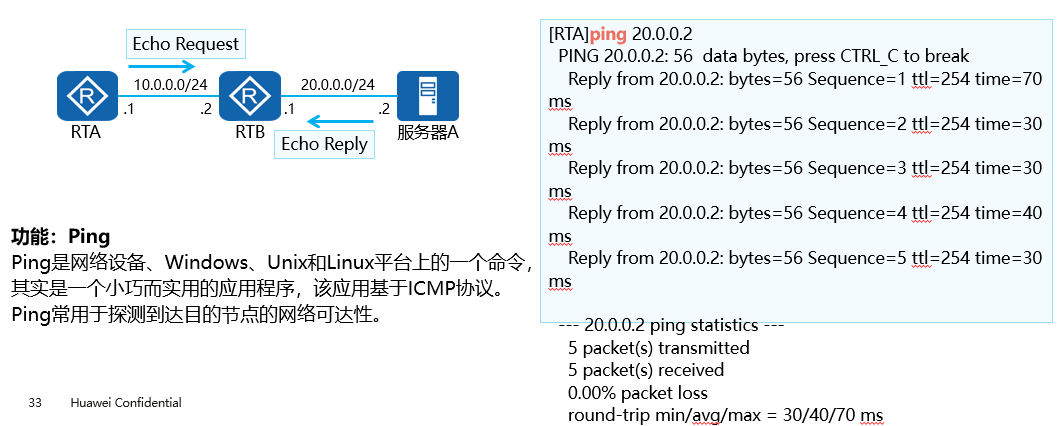 Echo Request
10.0.0.0/24
20.0.0.0/24
.1
.2
.1
.2
RTA
RTB
服务器A
Echo Reply
功能：Ping
Ping是网络设备、Windows、Unix和Linux平台上的一个命令，
其实是一个小巧而实用的应用程序，该应用基于ICMP协议。
Ping常用于探测到达目的节点的网络可达性。
[RTA]ping 20.0.0.2
PING 20.0.0.2: 56 data bytes, press CTRL_C to break
Reply from 20.0.0.2: bytes=56 Sequence=1 ttl=254 time=70
ms
Reply from 20.0.0.2: bytes=56 Sequence=2 ttl=254 time=30
ms
Reply from 20.0.0.2: bytes=56 Sequence=3 ttl=254 time=30
ms
Reply from 20.0.0.2: bytes=56 Sequence=4 ttl=254 time=40
ms
Reply from 20.0.0.2: bytes=56 Sequence=5 ttl=254 time=30
ms
--- 20.0.0.2 ping statistics ---
5 packet(s) transmitted
5 packet(s) received
0.00% packet loss
round-trip min/avg/max = 30/40/70 ms
33 Huawei Confidential